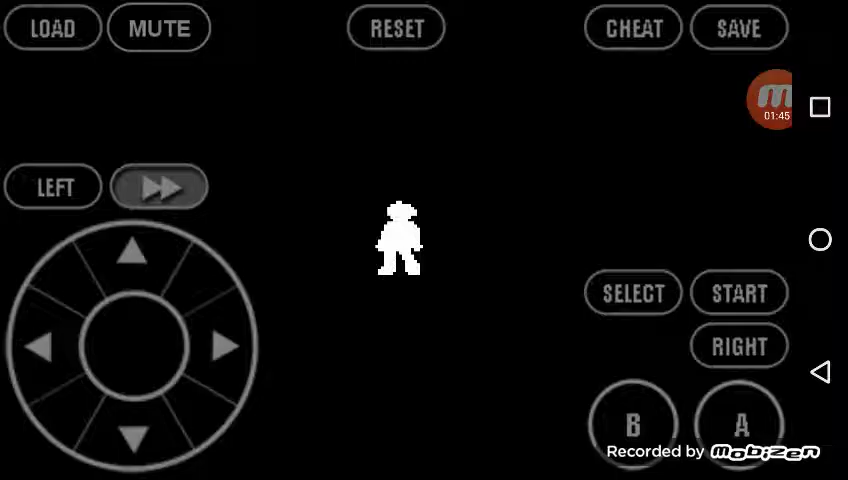 LOAD MUTE RESET CHEAT SAVE
01:45
LEFT
SELECT START
RIGHT
B A
Recorded by mobizen